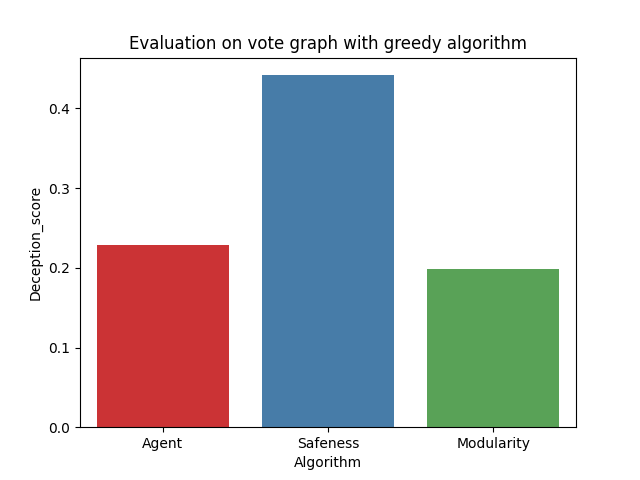 Evaluation on vote graph with greedy algorithm
Deception_score
0.4
0.3
0.2
0.1
0.0
Agent
Safeness
Modularity
Algorithm